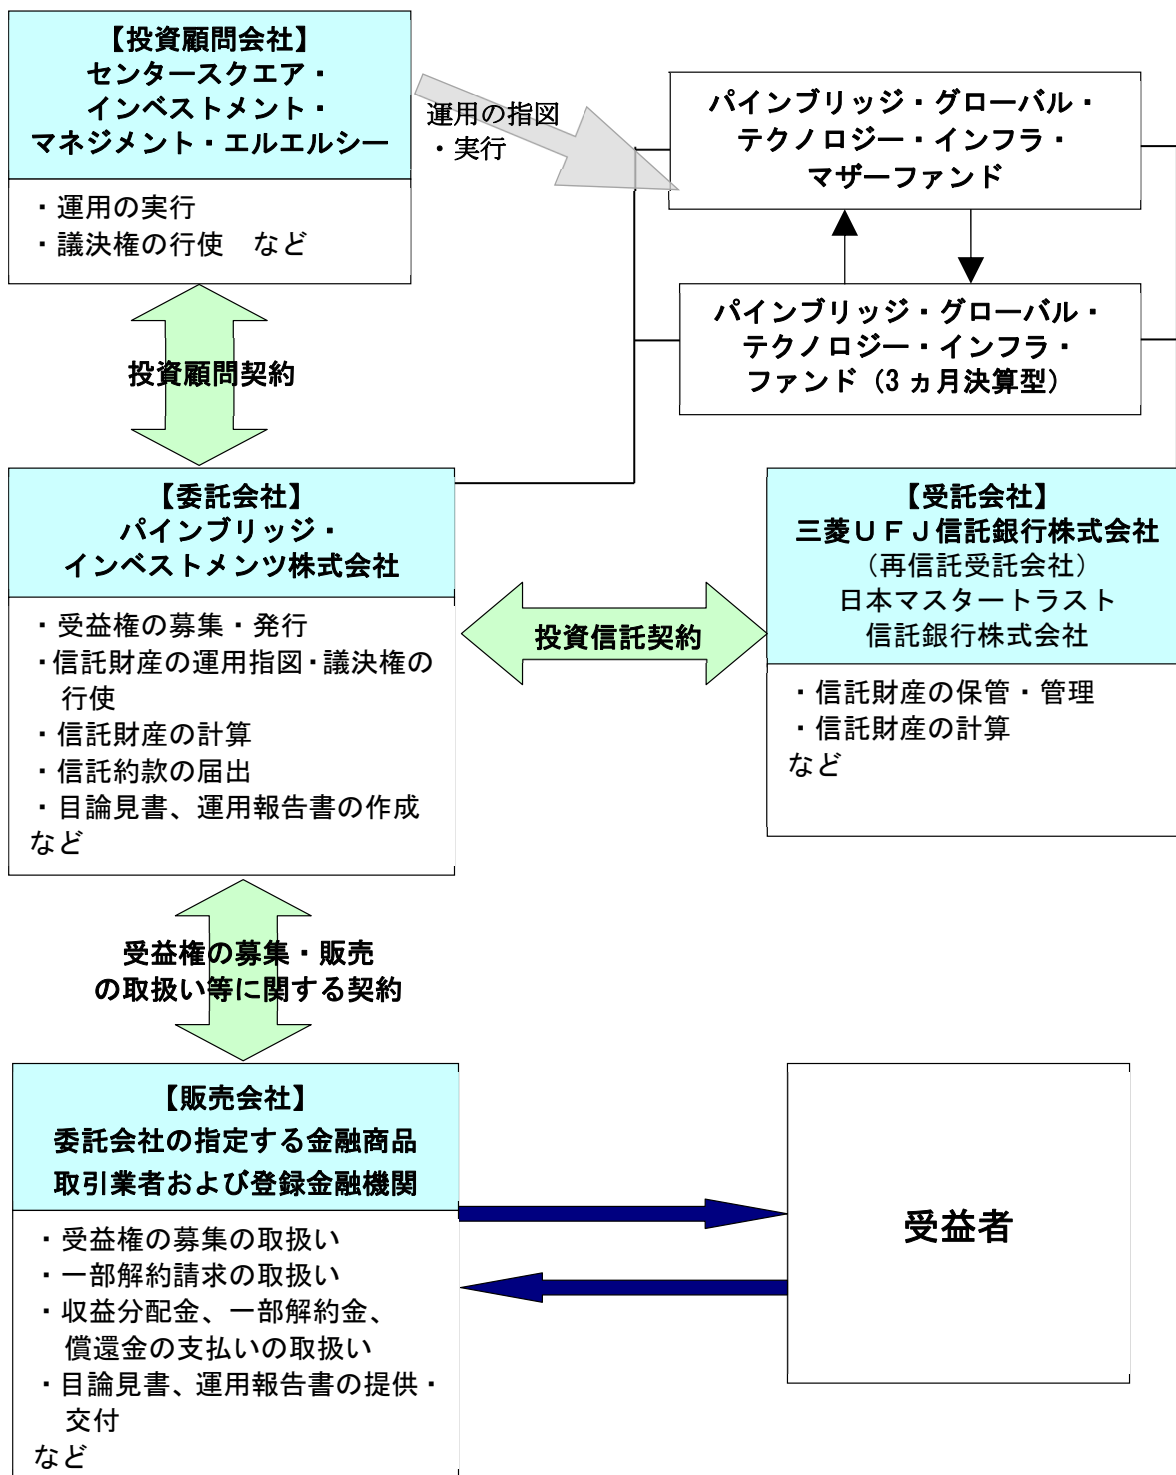 【投資顧問会社】
センタースクエア・
インベストメント・
マネジメント・エルエルシー
・運用の実行
・議決権の行使　など
運用の指図
・実行
パインブリッジ・グローバル・
テクノロジー・インフラ・
マザーファンド
パインブリッジ・グローバル・
テクノロジー・インフラ・
ファンド（3ヵ月決算型）
投資顧問契約
【委託会社】
パインブリッジ・
インベストメンツ株式会社
・受益権の募集・発行
・信託財産の運用指図・議決権の
行使
・信託財産の計算
・信託約款の届出
・目論見書、運用報告書の作成
など
投資信託契約
【受託会社】
三菱ＵＦＪ信託銀行株式会社
（再信託受託会社）
日本マスタートラスト
信託銀行株式会社
・信託財産の保管・管理
・信託財産の計算
など
受益権の募集・販売
の取扱い等に関する契約
【販売会社】
委託会社の指定する金融商品
取引業者および登録金融機関
・受益権の募集の取扱い
・一部解約請求の取扱い
・収益分配金、一部解約金、
償還金の支払いの取扱い
・目論見書、運用報告書の提供・
交付
など
受益者